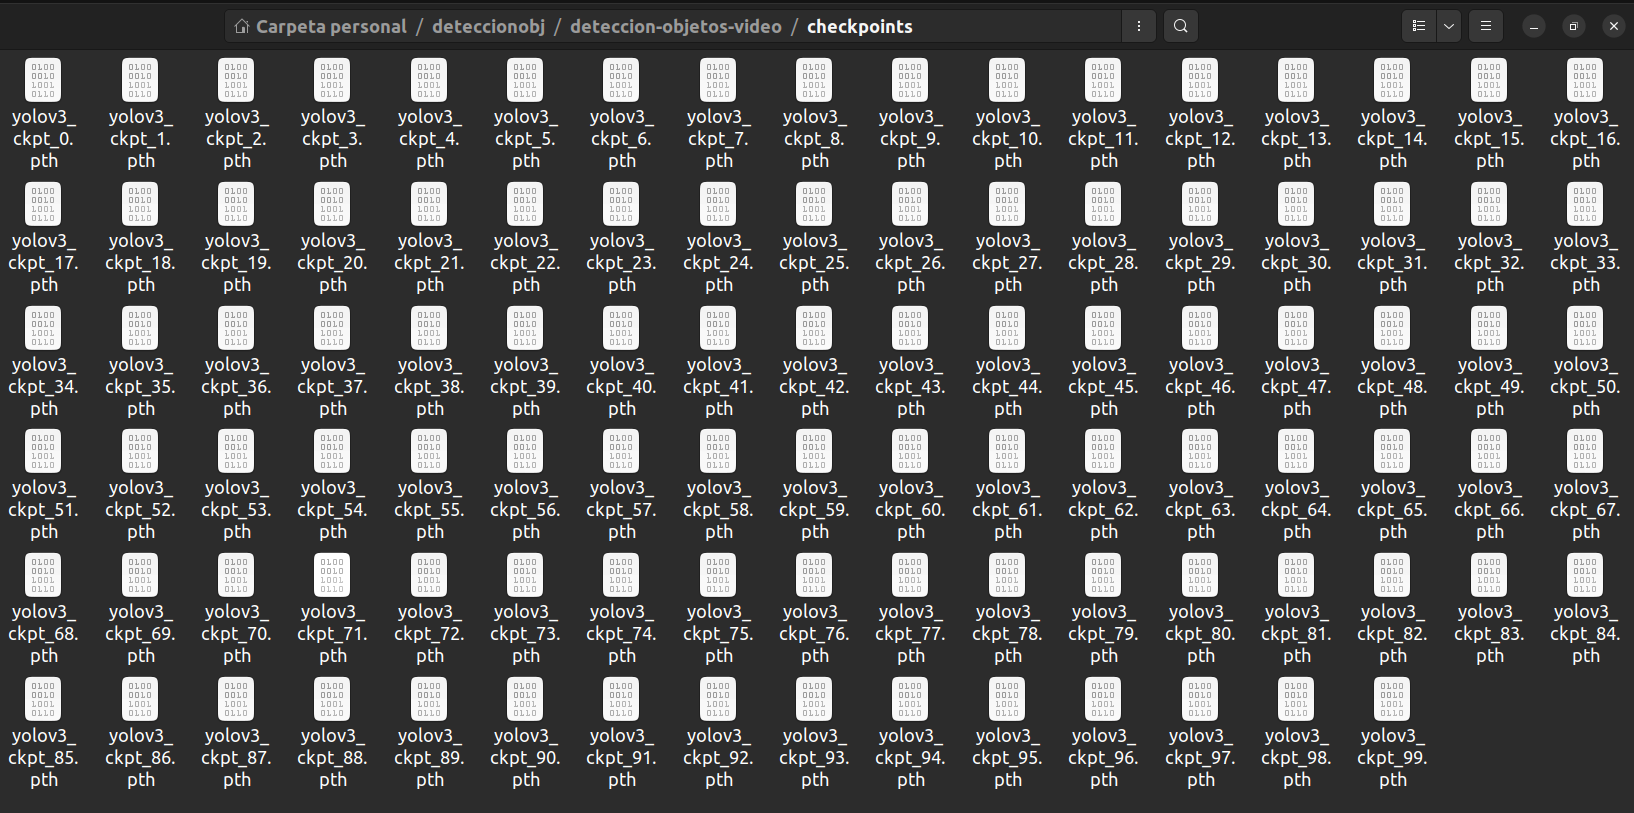 Carpeta personal / deteccionobj / deteccion-objetos-video / checkpoints
yolov3_ckpt_0.pth yolov3_ckpt_1.pth yolov3_ckpt_2.pth yolov3_ckpt_3.pth yolov3_ckpt_4.pth yolov3_ckpt_5.pth yolov3_ckpt_6.pth yolov3_ckpt_7.pth yolov3_ckpt_8.pth yolov3_ckpt_9.pth yolov3_ckpt_10.pth yolov3_ckpt_11.pth yolov3_ckpt_12.pth yolov3_ckpt_13.pth yolov3_ckpt_14.pth yolov3_ckpt_15.pth yolov3_ckpt_16.pth
yolov3_ckpt_17.pth yolov3_ckpt_18.pth yolov3_ckpt_19.pth yolov3_ckpt_20.pth yolov3_ckpt_21.pth yolov3_ckpt_22.pth yolov3_ckpt_23.pth yolov3_ckpt_24.pth yolov3_ckpt_25.pth yolov3_ckpt_26.pth yolov3_ckpt_27.pth yolov3_ckpt_28.pth yolov3_ckpt_29.pth yolov3_ckpt_30.pth yolov3_ckpt_31.pth yolov3_ckpt_32.pth yolov3_ckpt_33.pth
yolov3_ckpt_34.pth yolov3_ckpt_35.pth yolov3_ckpt_36.pth yolov3_ckpt_37.pth yolov3_ckpt_38.pth yolov3_ckpt_39.pth yolov3_ckpt_40.pth yolov3_ckpt_41.pth yolov3_ckpt_42.pth yolov3_ckpt_43.pth yolov3_ckpt_44.pth yolov3_ckpt_45.pth yolov3_ckpt_46.pth yolov3_ckpt_47.pth yolov3_ckpt_48.pth yolov3_ckpt_49.pth yolov3_ckpt_50.pth
yolov3_ckpt_51.pth yolov3_ckpt_52.pth yolov3_ckpt_53.pth yolov3_ckpt_54.pth yolov3_ckpt_55.pth yolov3_ckpt_56.pth yolov3_ckpt_57.pth yolov3_ckpt_58.pth yolov3_ckpt_59.pth yolov3_ckpt_60.pth yolov3_ckpt_61.pth yolov3_ckpt_62.pth yolov3_ckpt_63.pth yolov3_ckpt_64.pth yolov3_ckpt_65.pth yolov3_ckpt_66.pth yolov3_ckpt_67.pth
yolov3_ckpt_68.pth yolov3_ckpt_69.pth yolov3_ckpt_70.pth yolov3_ckpt_71.pth yolov3_ckpt_72.pth yolov3_ckpt_73.pth yolov3_ckpt_74.pth yolov3_ckpt_75.pth yolov3_ckpt_76.pth yolov3_ckpt_77.pth yolov3_ckpt_78.pth yolov3_ckpt_79.pth yolov3_ckpt_80.pth yolov3_ckpt_81.pth yolov3_ckpt_82.pth yolov3_ckpt_83.pth yolov3_ckpt_84.pth
yolov3_ckpt_85.pth yolov3_ckpt_86.pth yolov3_ckpt_87.pth yolov3_ckpt_88.pth yolov3_ckpt_89.pth yolov3_ckpt_90.pth yolov3_ckpt_91.pth yolov3_ckpt_92.pth yolov3_ckpt_93.pth yolov3_ckpt_94.pth yolov3_ckpt_95.pth yolov3_ckpt_96.pth yolov3_ckpt_97.pth yolov3_ckpt_98.pth yolov3_ckpt_99.pth